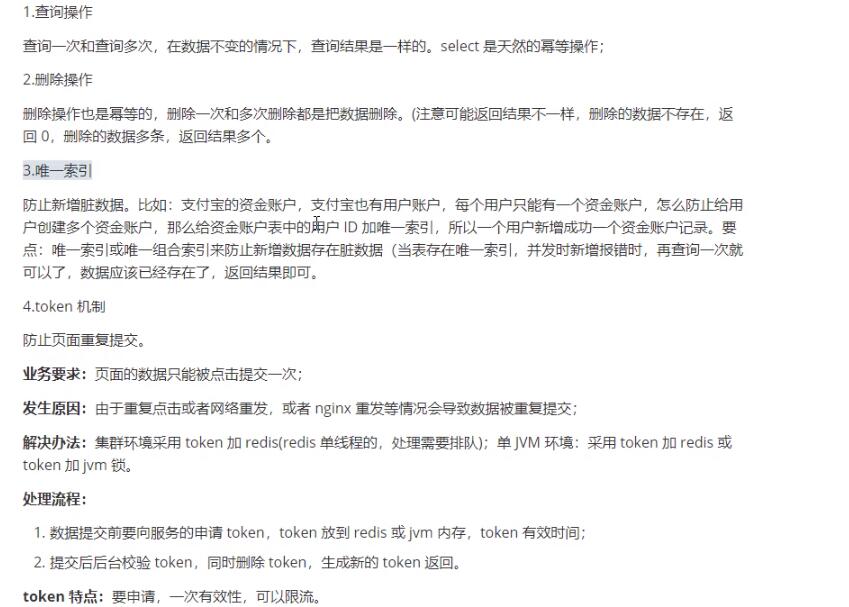 1.查询操作
查询一次和查询多次，在数据不变的情况下，查询结果是一样的。select 是天然的幂等操作；
2.删除操作
删除操作也是幂等的，删除一次和多次删除都是把数据删除。(注意可能返回结果不一样，删除的数据不存在，返
回 0，删除的数据多条，返回结果多个。
3.唯一索引
防止新增脏数据。比如：支付宝的资金账户，支付宝也有用户账户，每个用户只能有一个资金账户，怎么防止给用
户创建多个资金账户，那么给资金账户表中的用户 ID 加唯一索引，所以一个用户新增成功一个资金账户记录。要
点：唯一索引或唯一组合索引来防止新增数据存在脏数据（当表存在唯一索引，并发时新增报错时，再查询一次就
可以了，数据应该已经存在了，返回结果即可。
4.token 机制
防止页面重复提交。
业务要求：页面的数据只能被点击提交一次；
发生原因：由于重复点击或者网络重发，或者 nginx 重发等情况会导致数据被重复提交；
解决办法：集群环境采用 token 加 redis(redis 单线程的，处理需要排队)；单 JVM 环境：采用 token 加 redis 或
token 加 jvm 锁。
处理流程：
1. 数据提交前要向服务的申请 token，token 放到 redis 或 jvm 内存，token 有效时间；
2. 提交后后台校验 token，同时删除 token，生成新的 token 返回。
token 特点：要申请，一次有效性，可以限流。